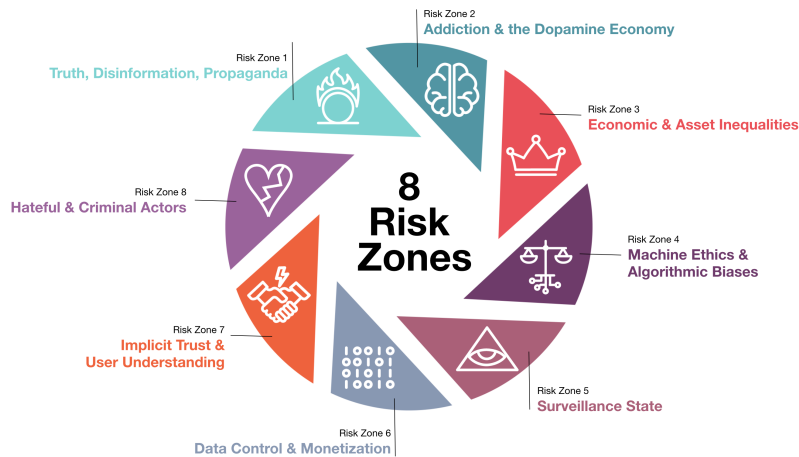 8
Risk
Zones
Risk Zone 1
Truth, Disinformation, Propaganda
Risk Zone 2
Addiction & the Dopamine Economy
Risk Zone 3
Economic & Asset Inequalities
Risk Zone 4
Machine Ethics &
Algorithmic Biases
Risk Zone 5
Surveillance State
Risk Zone 6
Data Control & Monetization
Risk Zone 7
Implicit Trust &
User Understanding
Risk Zone 8
Hateful & Criminal Actors